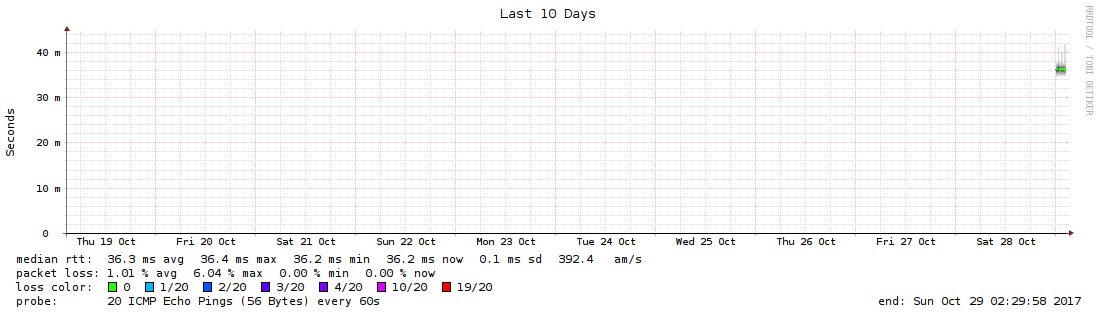 Last 10 Days
RRDTOOL / TOBI OETIKER
Seconds
40 m
30 m
20 m
10 m
0
Thu 19 Oct Fri 20 Oct Sat 21 Oct Sun 22 Oct Mon 23 Oct Tue 24 Oct Wed 25 Oct Thu 26 Oct Fri 27 Oct Sat 28 Oct
median rtt: 36.3 ms avg 36.4 ms max 36.2 ms min 36.2 ms now 0.1 ms sd 392.4 am/s
packet loss: 1.01 % avg 6.04 % max 0.00 % min 0.00 % now
loss color: 0 1/20 2/20 3/20 4/20 10/20 19/20
probe: 20 ICMP Echo Pings (56 Bytes) every 60s end: Sun Oct 29 02:29:58 2017